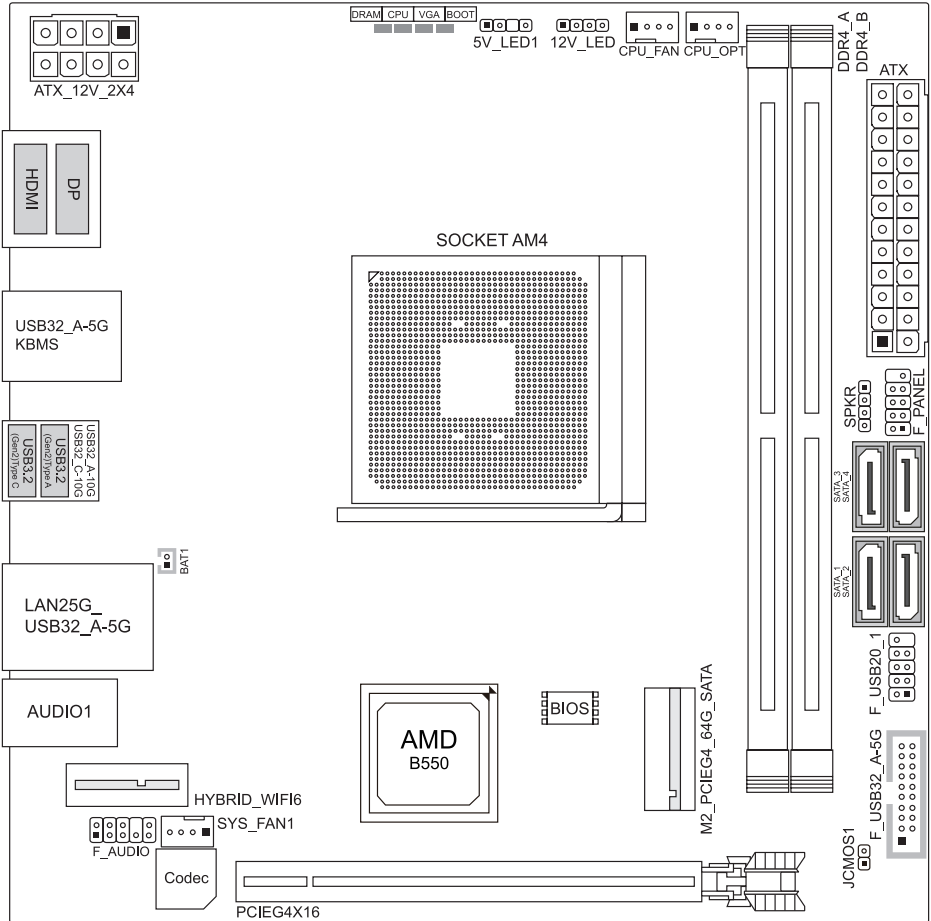 DRAM CPU VGA BOOT
5V_LED1
12V_LED
CPU_FAN
CPU_OPT
DDR4_A
DDR4_B
ATX
ATX_12V_2X4
HDMI
DP
SOCKET AM4
USB32_A-5G
KBMS
SPKR
F_PANEL
USB32_A-10G
USB32_C-10G
USB3.2
(Gen2)Type A
USB3.2
(Gen2)Type C
SATA_3
SATA_4
BAT1
SATA_1
SATA_2
LAN25G_
USB32_A-5G
F_USB20_1
AUDIO1
BIOS
M2_PCIEG4_64G_SATA
AMD
B550
F_USB32_A-5G
HYBRID_WIFI6
SYS_FAN1
F_AUDIO
JCMOS1
Codec
PCIEG4X16